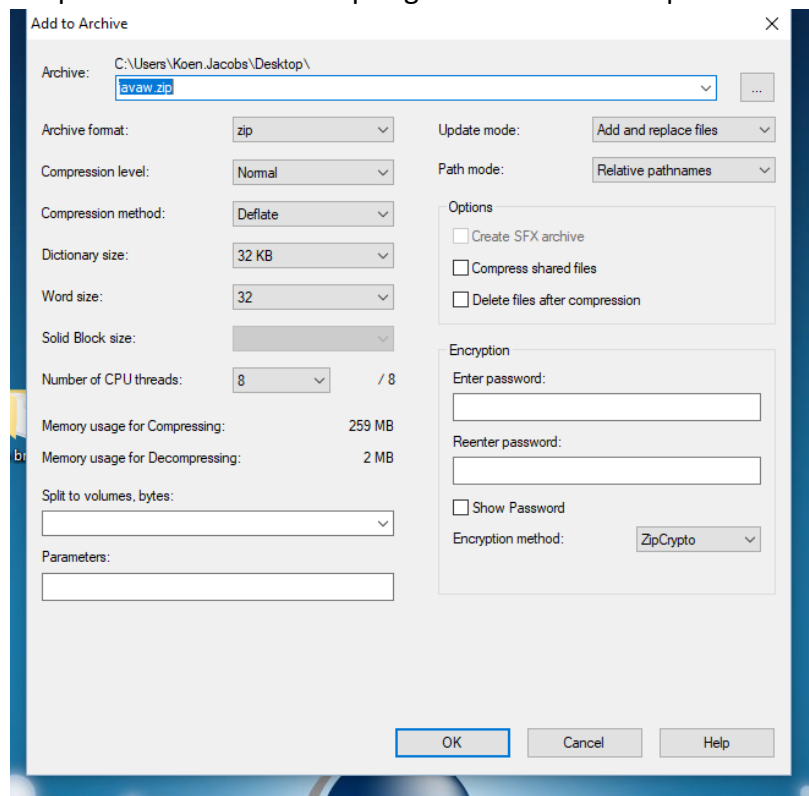 Add to Archive
Archive:
C:\Users\Koen.Jacobs\Desktop\
javaw.zip
...
Archive format:
zip
Compression level:
Normal
Compression method:
Deflate
Dictionary size:
32 KB
Word size:
32
Solid Block size:
Number of CPU threads:
8
/ 8
Memory usage for Compressing:
259 MB
Memory usage for Decompressing:
2 MB
Split to volumes, bytes:
Parameters:
Update mode:
Add and replace files
Path mode:
Relative pathnames
Options
Create SFX archive
Compress shared files
Delete files after compression
Encryption
Enter password:
Reenter password:
Show Password
Encryption method:
ZipCrypto
OK
Cancel
Help